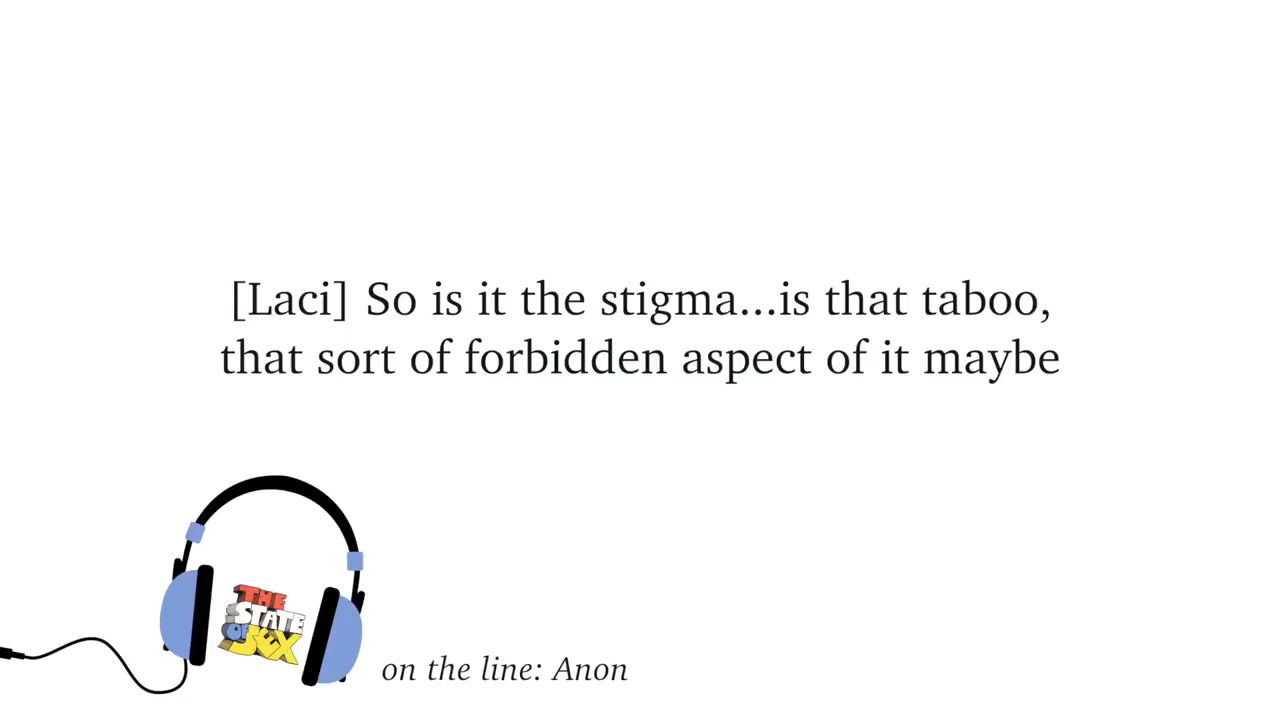 [Laci] So is it the stigma...is that taboo,
that sort of forbidden aspect of it maybe
THE
STATE
OF SEX
on the line: Anon